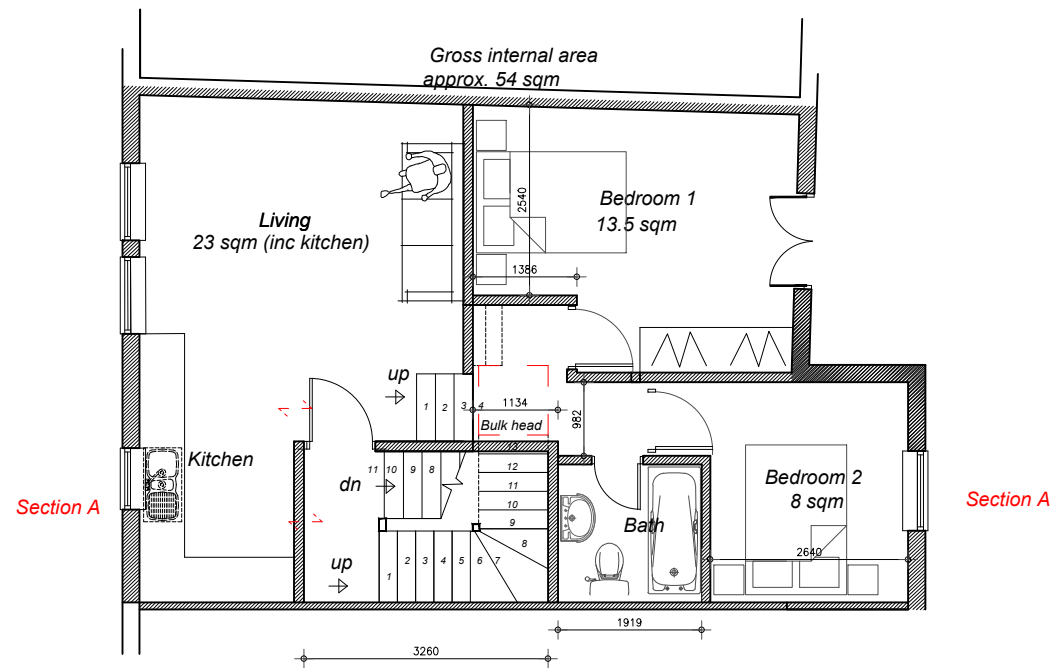 Gross internal area
approx. 54 sqm
Living
23 sqm (inc kitchen)
Bedroom 1
13.5 sqm
2540
1386
up
1 2 3 4
1134
982
Bulk head
Kitchen
dn
11 10 9 8
13
12
11
10
9
8
Section A
Bedroom 2
8 sqm
Section A
Bath
2640
up
1 2 3 4 5 6 7
1919
3260